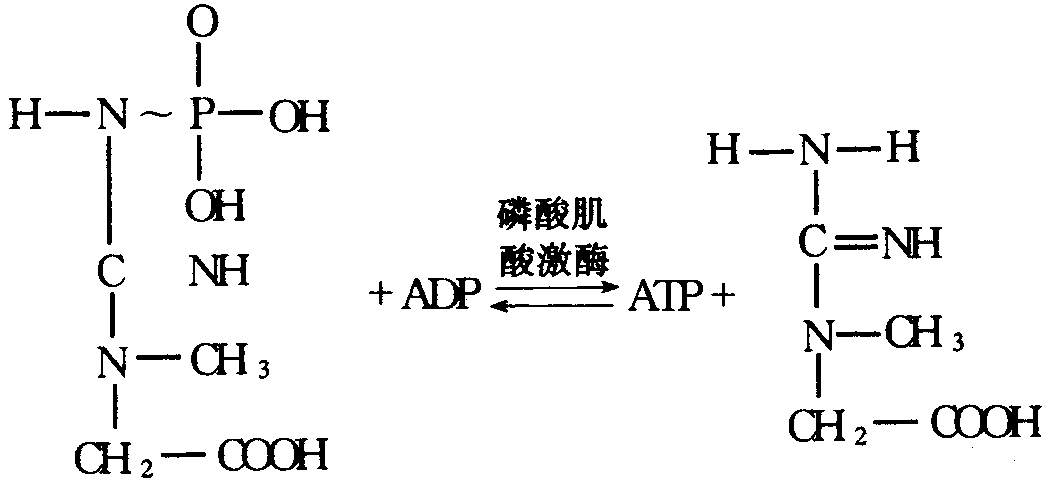 O
H—N~P—OH
OH
C NH
N—CH3
CH2—COOH
+ADP
磷酸肌
酸激酶
ATP+
H—N—H
C=NH
N—CH3
CH2—COOH